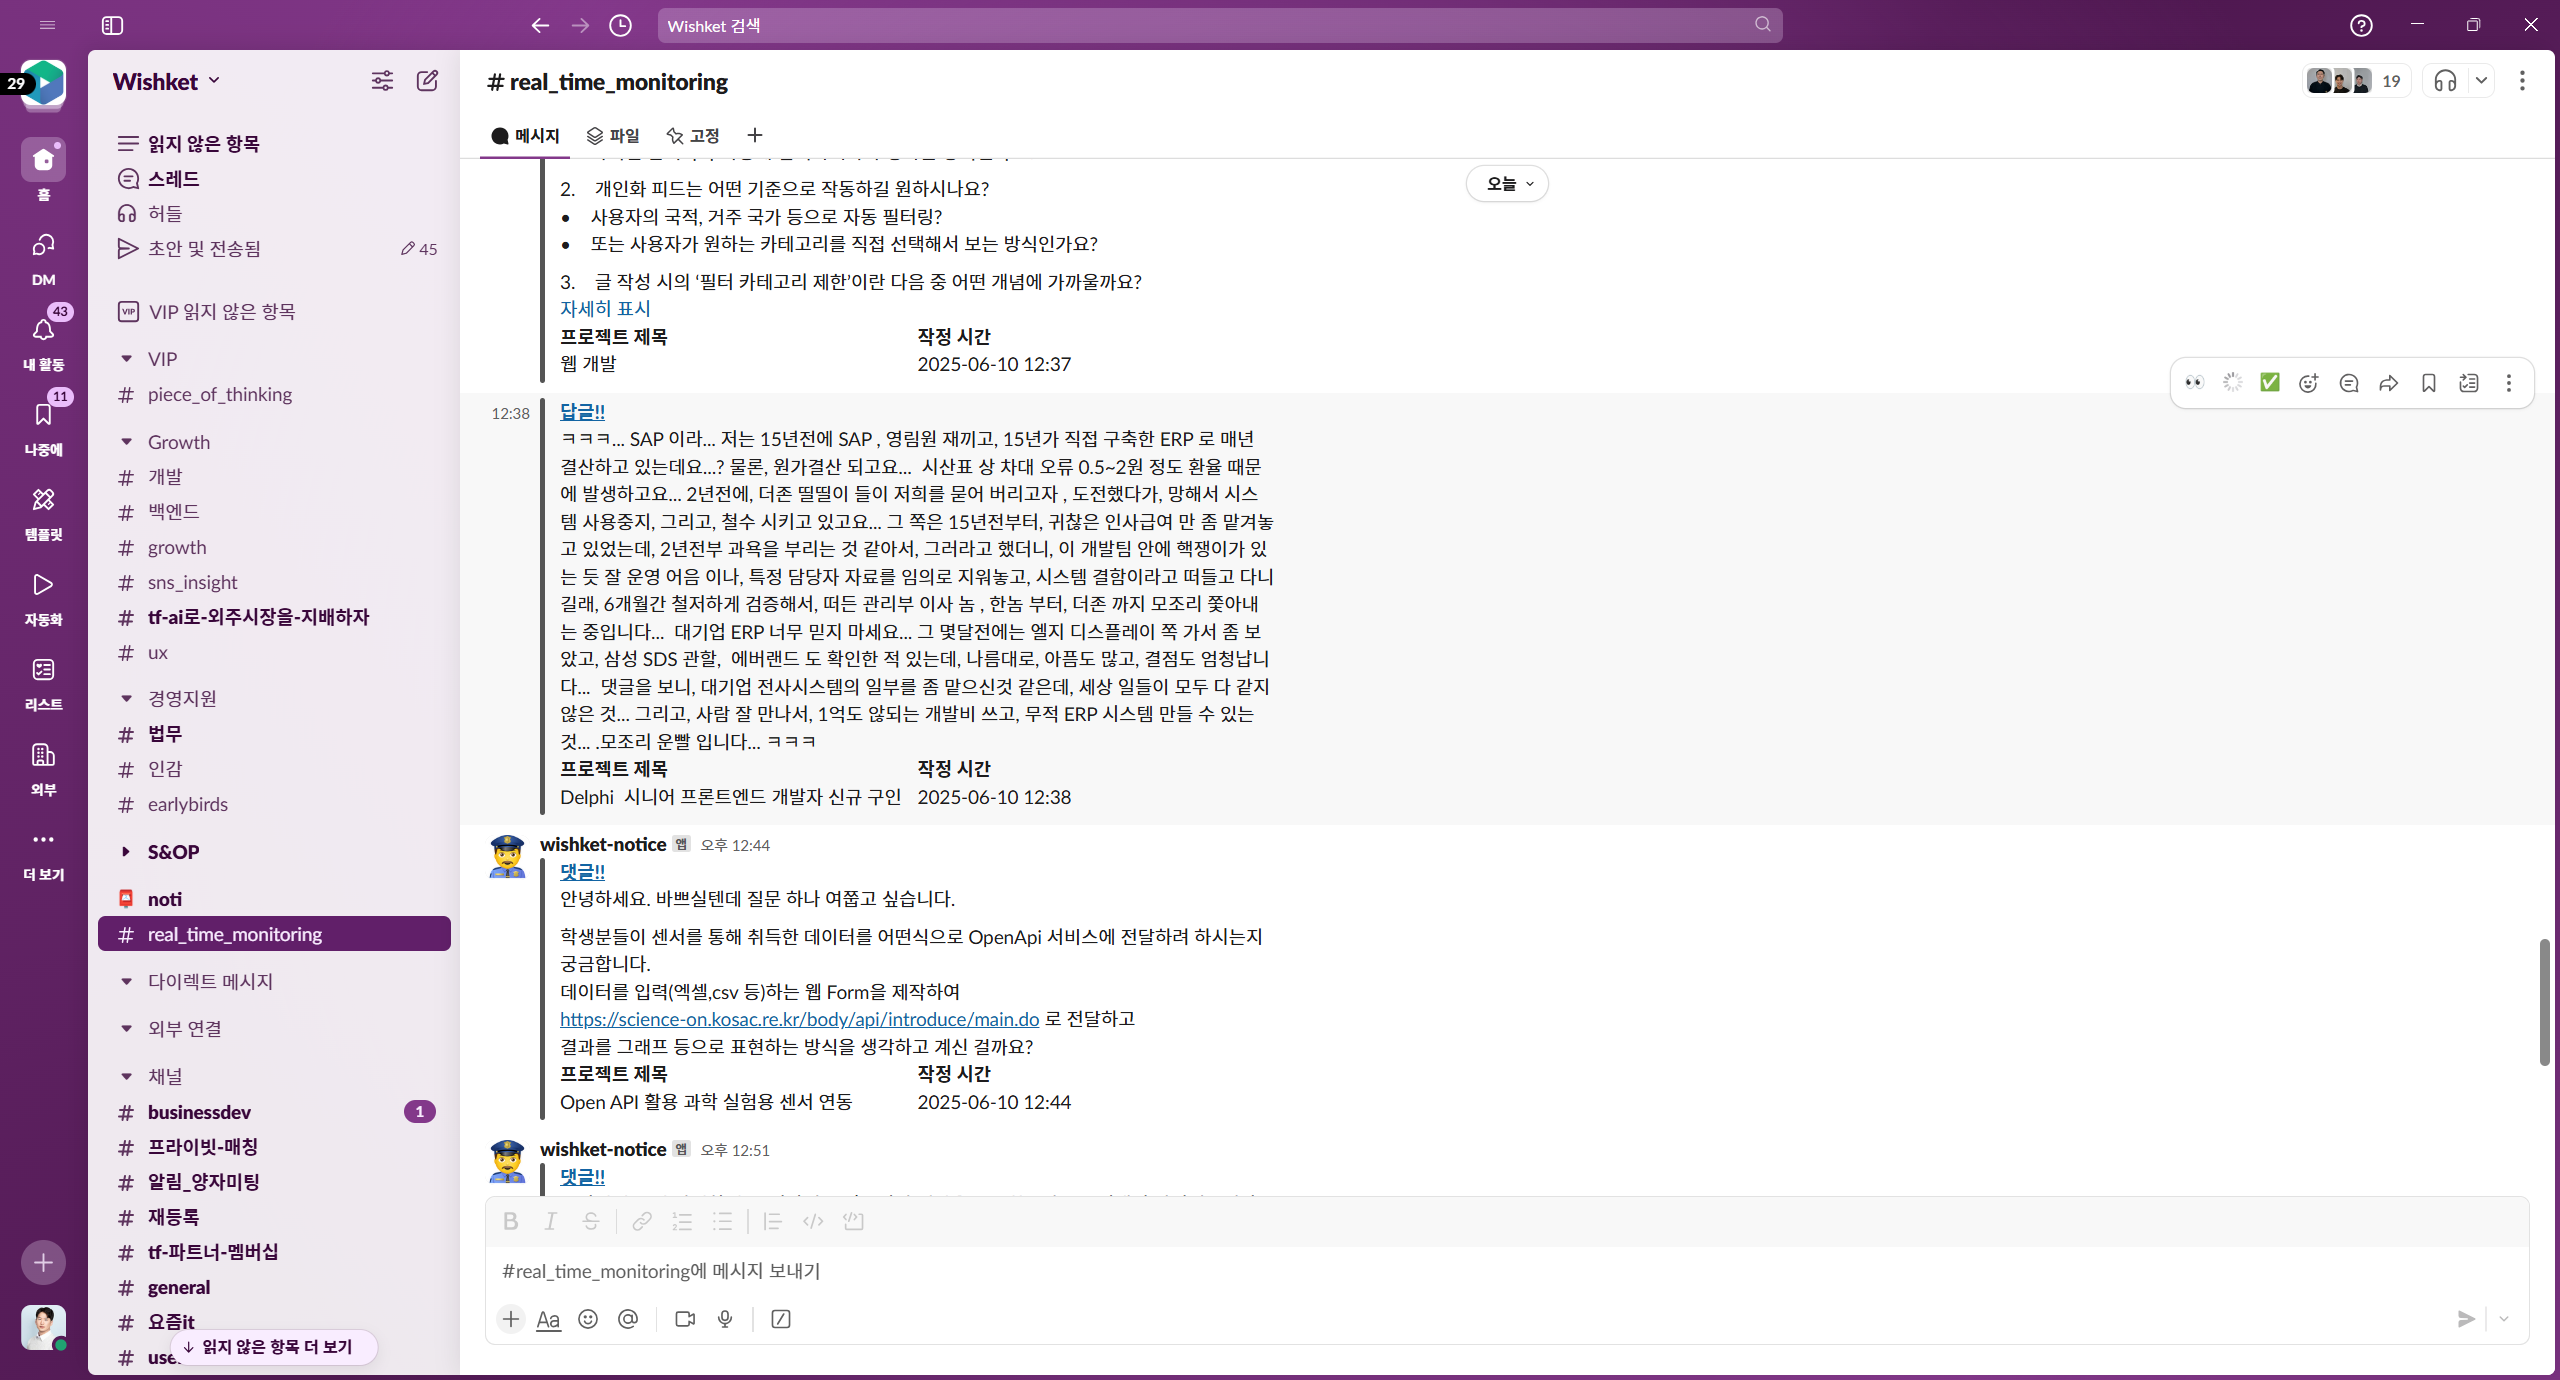 Wishket 검색
29
홈
DM
43
내 활동
11
나중에
템플릿
자동화
리스트
외부
더 보기
Wishket
읽지 않은 항목
스레드
허들
초안 및 전송됨
45
VIP 읽지 않은 항목
VIP
# piece_of_thinking
Growth
# 개발
# 백엔드
# growth
# sns_insight
# tf-ai로-외주시장을-지배하자
# ux
경영지원
# 법무
# 인감
# earlybirds
S&OP
noti
# real_time_monitoring
다이렉트 메시지
외부 연결
채널
# businessdev 1
# 프라이빗-매칭
# 알림_양자미팅
# 재등록
# tf-파트너-멤버십
# general
# 요즘it
↓ 읽지 않은 항목 더 보기
# real_time_monitoring
19
메시지
파일
고정
오늘
2. 개인화 피드는 어떤 기준으로 작동하길 원하시나요?
• 사용자의 국적, 거주 국가 등으로 자동 필터링?
• 또는 사용자가 원하는 카테고리를 직접 선택해서 보는 방식인가요?
3. 글 작성 시의 ‘필터 카테고리 제한’이란 다음 중 어떤 개념에 가까울까요?
자세히 표시
프로젝트 제목 작정 시간
웹 개발 2025-06-10 12:37
12:38
답글!!
ㅋㅋㅋ... SAP 이라... 저는 15년전에 SAP , 영림원 재끼고, 15년가 직접 구축한 ERP 로 매년
결산하고 있는데요...? 물론, 원가결산 되고요... 시산표 상 차대 오류 0.5~2원 정도 환율 때문
에 발생하고요... 2년전에, 더존 떨떨이 들이 저희를 묻어 버리고자 , 도전했다가, 망해서 시스
템 사용중지, 그리고, 철수 시키고 있고요... 그 쪽은 15년전부터, 귀찮은 인사급여 만 좀 맡겨놓
고 있었는데, 2년전부 과욕을 부리는 것 같아서, 그러라고 했더니, 이 개발팀 안에 핵쟁이가 있
는 듯 잘 운영 어음 이나, 특정 담당자 자료를 임의로 지워놓고, 시스템 결함이라고 떠들고 다니
길래, 6개월간 철저하게 검증해서, 떠든 관리부 이사 놈 , 한놈 부터, 더존 까지 모조리 쫓아내
는 중입니다... 대기업 ERP 너무 믿지 마세요... 그 몇달전에는 엘지 디스플레이 쪽 가서 좀 보
았고, 삼성 SDS 관할, 에버랜드 도 확인한 적 있는데, 나름대로, 아픔도 많고, 결점도 엄청납니
다... 댓글을 보니, 대기업 전사시스템의 일부를 좀 맡으신것 같은데, 세상 일들이 모두 다 같지
않은 것... 그리고, 사람 잘 만나서, 1억도 않되는 개발비 쓰고, 무적 ERP 시스템 만들 수 있는
것... .모조리 운빨 입니다... ㅋㅋㅋ
프로젝트 제목 작정 시간
Delphi 시니어 프론트엔드 개발자 신규 구인 2025-06-10 12:38
wishket-notice 앱 오후 12:44
댓글!!
안녕하세요. 바쁘실텐데 질문 하나 여쭙고 싶습니다.
학생분들이 센서를 통해 취득한 데이터를 어떤식으로 OpenApi 서비스에 전달하려 하시는지
궁금합니다.
데이터를 입력(엑셀,csv 등)하는 웹 Form을 제작하여
https://science-on.kosac.re.kr/body/api/introduce/main.do 로 전달하고
결과를 그래프 등으로 표현하는 방식을 생각하고 계신 걸까요?
프로젝트 제목 작정 시간
Open API 활용 과학 실험용 센서 연동 2025-06-10 12:44
wishket-notice 앱 오후 12:51
댓글!!
#real_time_monitoring에 메시지 보내기
Aa